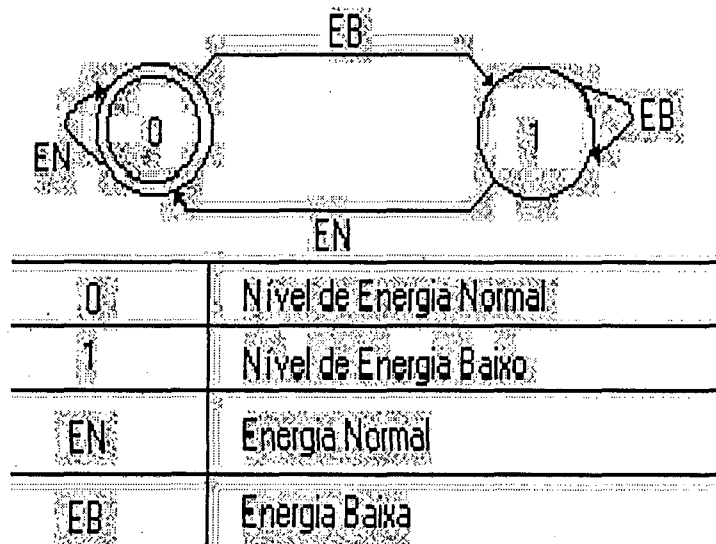 EB
0
1
EB
EN
EN
0 Nível de Energia Normal
1 Nível de Energia Baixo
EN Energia Normal
EB Energia Baixa